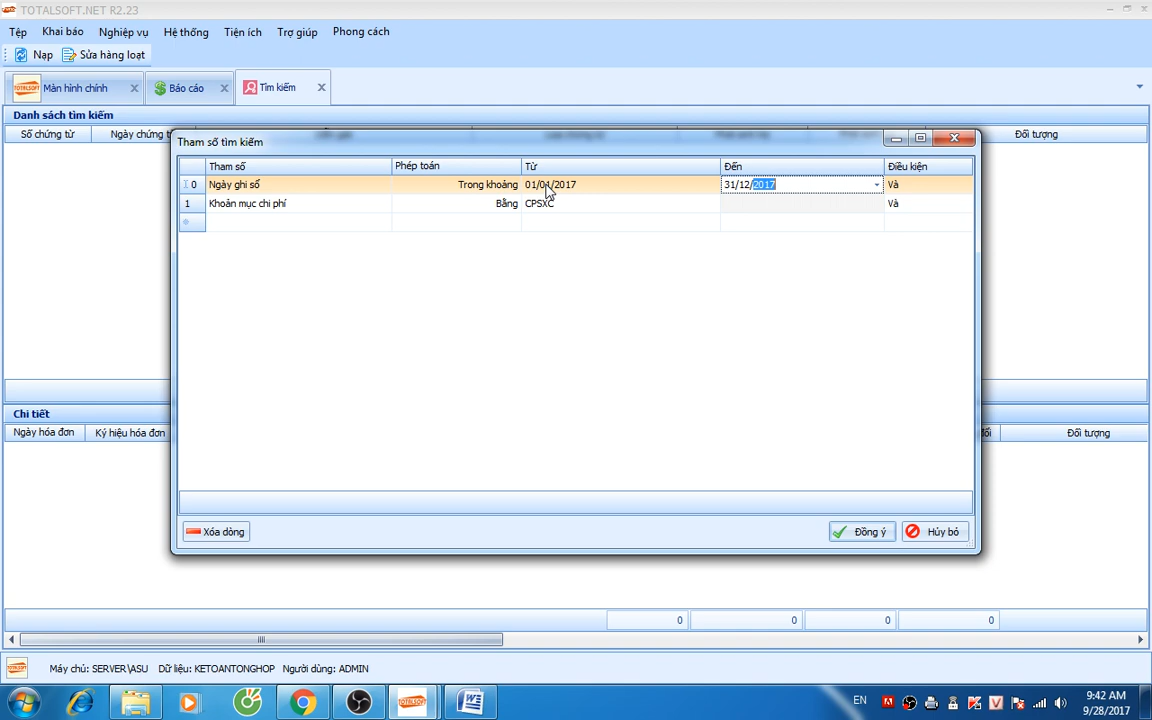 TOTALSOFT.NET R2.23
Tệp Khai báo Nghiệp vụ Hệ thống Tiện ích Trợ giúp Phong cách
Nạp Sửa hàng loạt
TOTALSOFT Màn hình chính Báo cáo Tìm kiếm
Danh sách tìm kiếm
Số chứng từ Ngày chứng Đối tượng
Tham số tìm kiếm
Tham số Phép toán Từ Đến Điều kiện
0 Ngày ghi sổ Trong khoảng 01/01/2017 31/12/2017 Và
1 Khoản mục chi phí Bằng CPSXC Và
Chi tiết
Ngày hóa đơn Ký hiệu hóa đơn Đối tượng
Xóa dòng Đồng ý Hủy bỏ
0 0 0 0
Máy chủ: SERVER\ASU Dữ liệu: KETOANTONGHOP Người dùng: ADMIN
EN 9:42 AM
9/28/2017